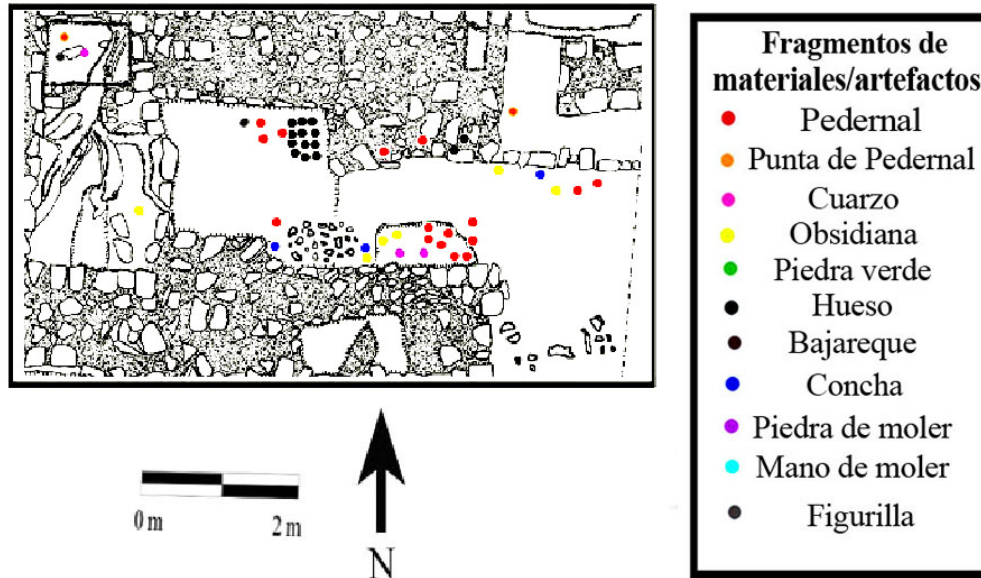 Fragmentos de
materiales/artefactos
Pedernal
Punta de Pedernal
Cuarzo
Obsidiana
Piedra verde
Hueso
Bajareque
Concha
Piedra de moler
Mano de moler
Figurilla
0 m
2 m
N